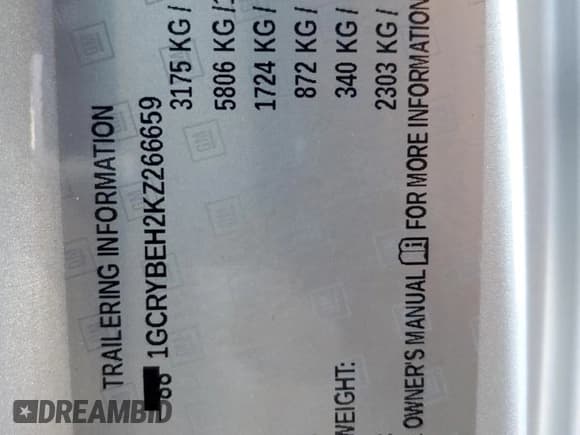 TRAILERING INFORMATION
1GCRYBEH2KZ266659
3175 KG /
5806 KG /
1724 KG /
872 KG /
340 KG /
2303 KG /
WEIGHT:
OWNER'S MANUAL FOR MORE INFORMATION
GM
DREAMBID